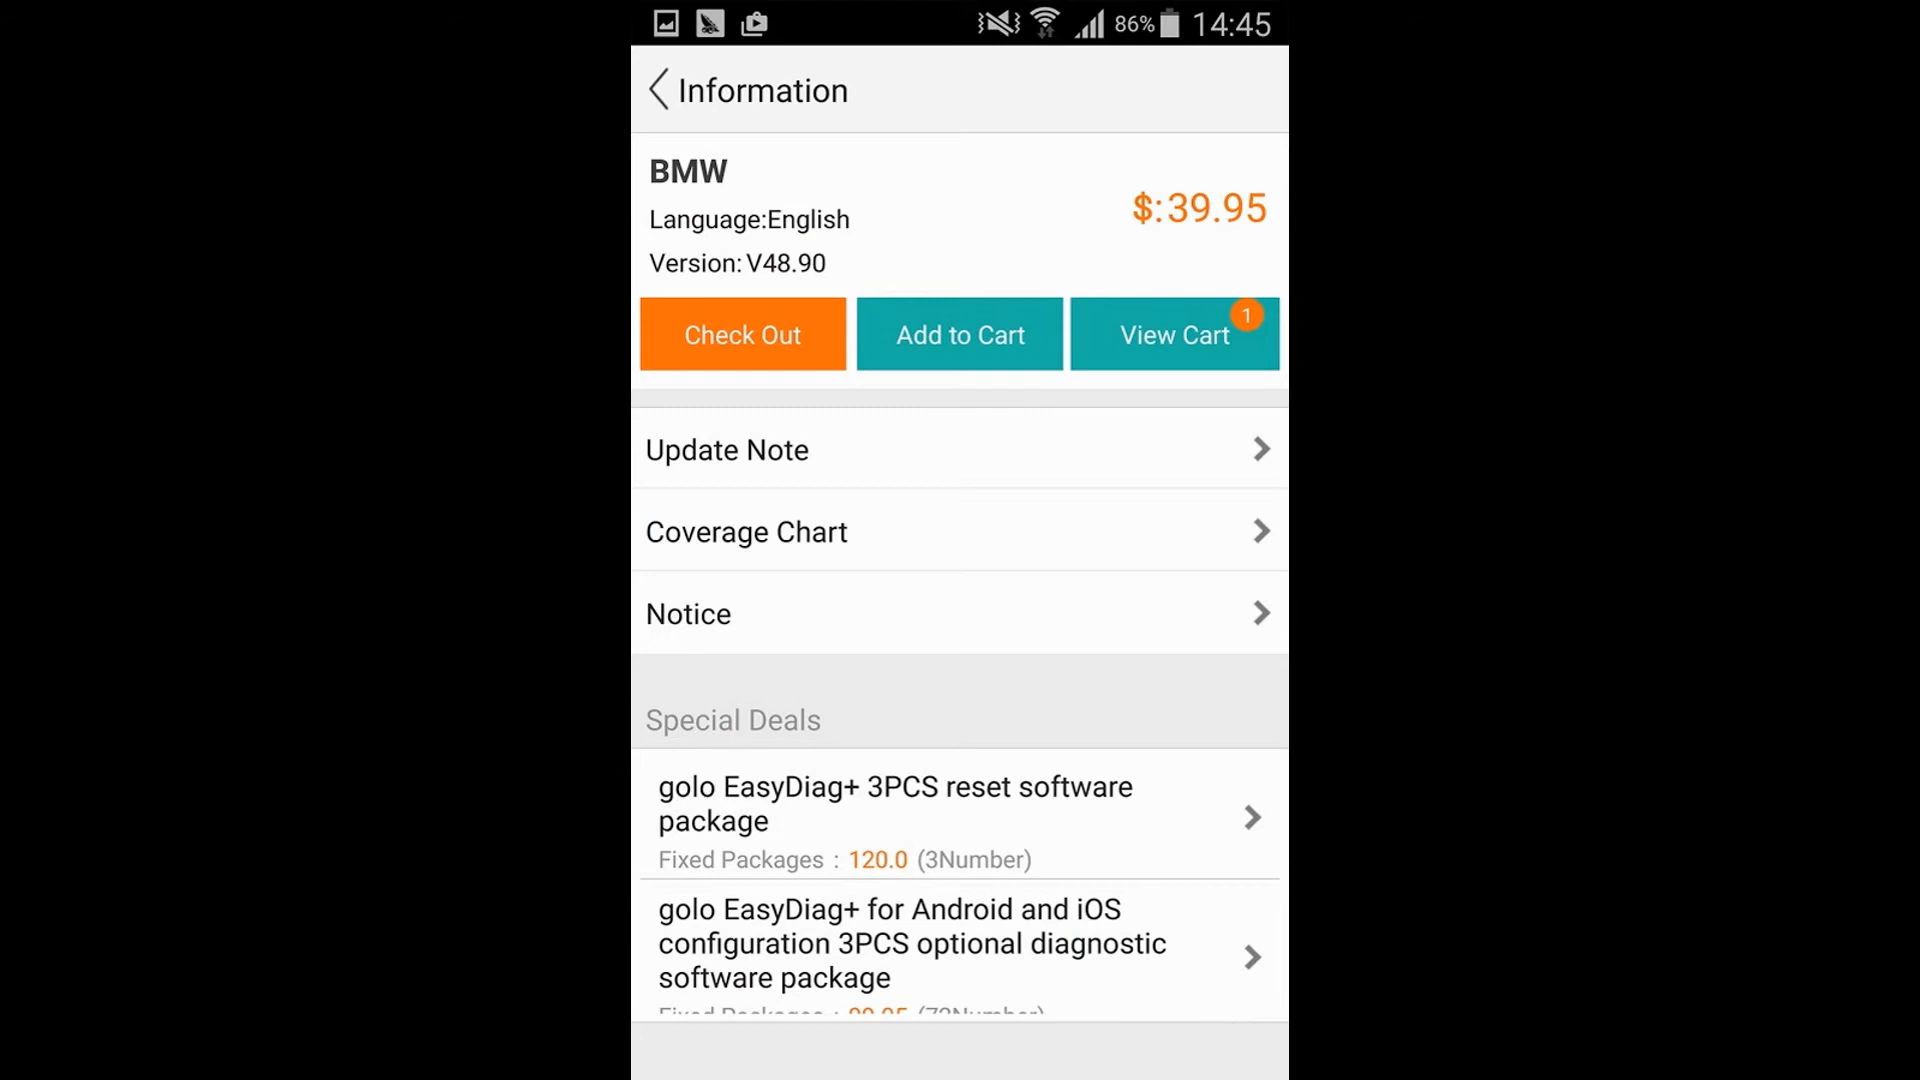 86% 14:45
Information
BMW
$:39.95
Language:English
Version: V48.90
Check Out Add to Cart View Cart 1
Update Note
Coverage Chart
Notice
Special Deals
golo EasyDiag+ 3PCS reset software
package
Fixed Packages : 120.0 (3Number)
golo EasyDiag+ for Android and iOS
configuration 3PCS optional diagnostic
software package
Fixed Packages :